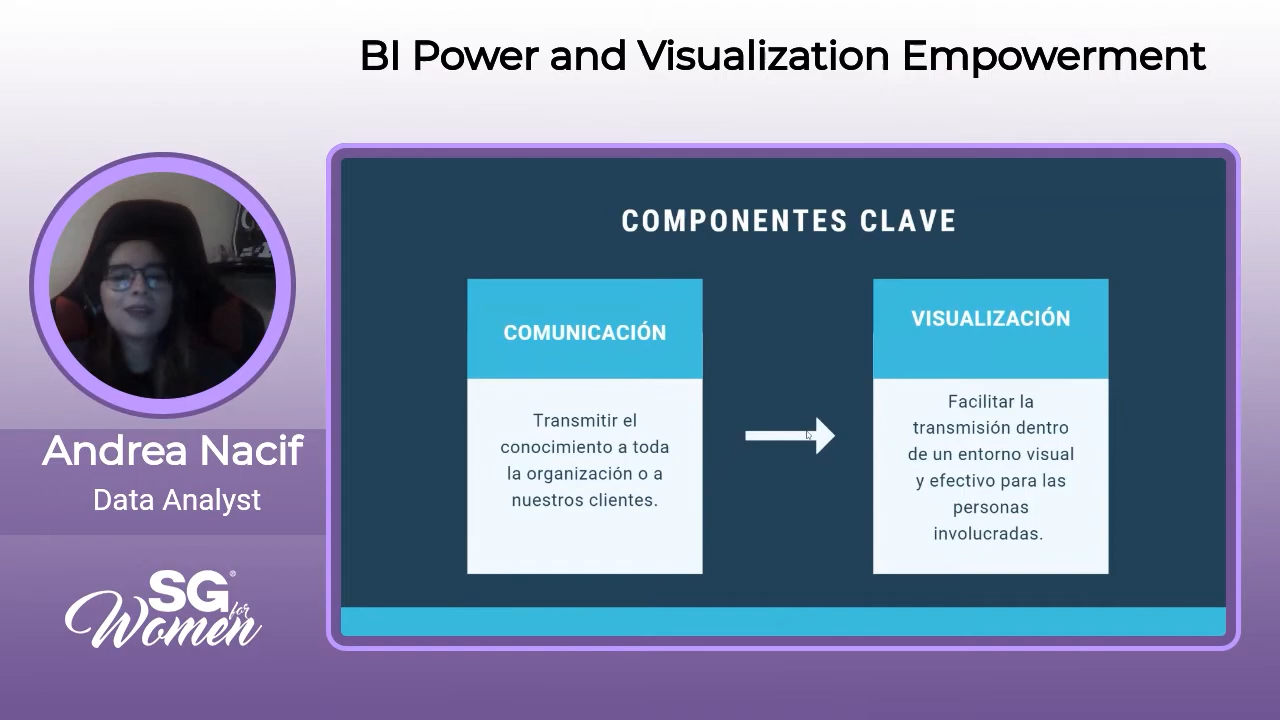 BI Power and Visualization Empowerment
COMPONENTES CLAVE
COMUNICACIÓN
Transmitir el
conocimiento a toda
la organización o a
nuestros clientes.
VISUALIZACIÓN
Facilitar la
transmisión dentro
de un entorno visual
y efectivo para las
personas
involucradas.
Andrea Nacif
Data Analyst
SG®
for
Women